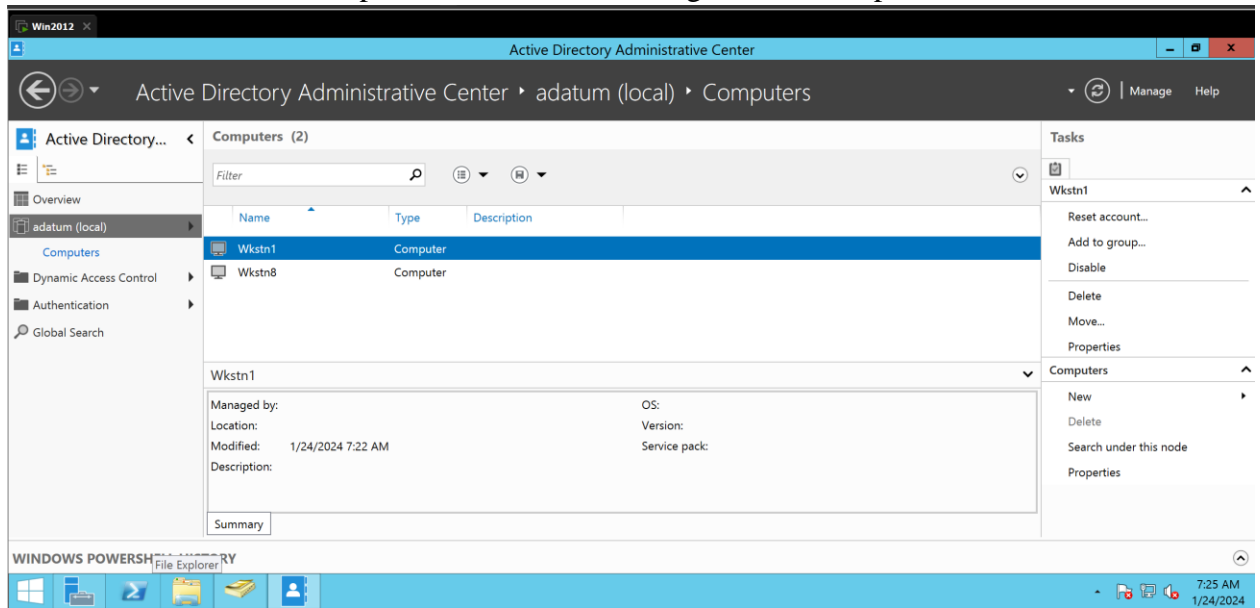 Win2012
Active Directory Administrative Center
Active Directory Administrative Center • adatum (local) • Computers
Manage Help
Active Directory...
Overview
adatum (local)
Computers
Dynamic Access Control
Authentication
Global Search
Computers (2)
Filter
Name Type Description
Wkstn1 Computer
Wkstn8 Computer
Wkstn1
Managed by: OS:
Location: Version:
Modified: 1/24/2024 7:22 AM Service pack:
Description:
Summary
Tasks
Wkstn1
Reset account...
Add to group...
Disable
Delete
Move...
Properties
Computers
New
Delete
Search under this node
Properties
File Explorer
7:25 AM
1/24/2024